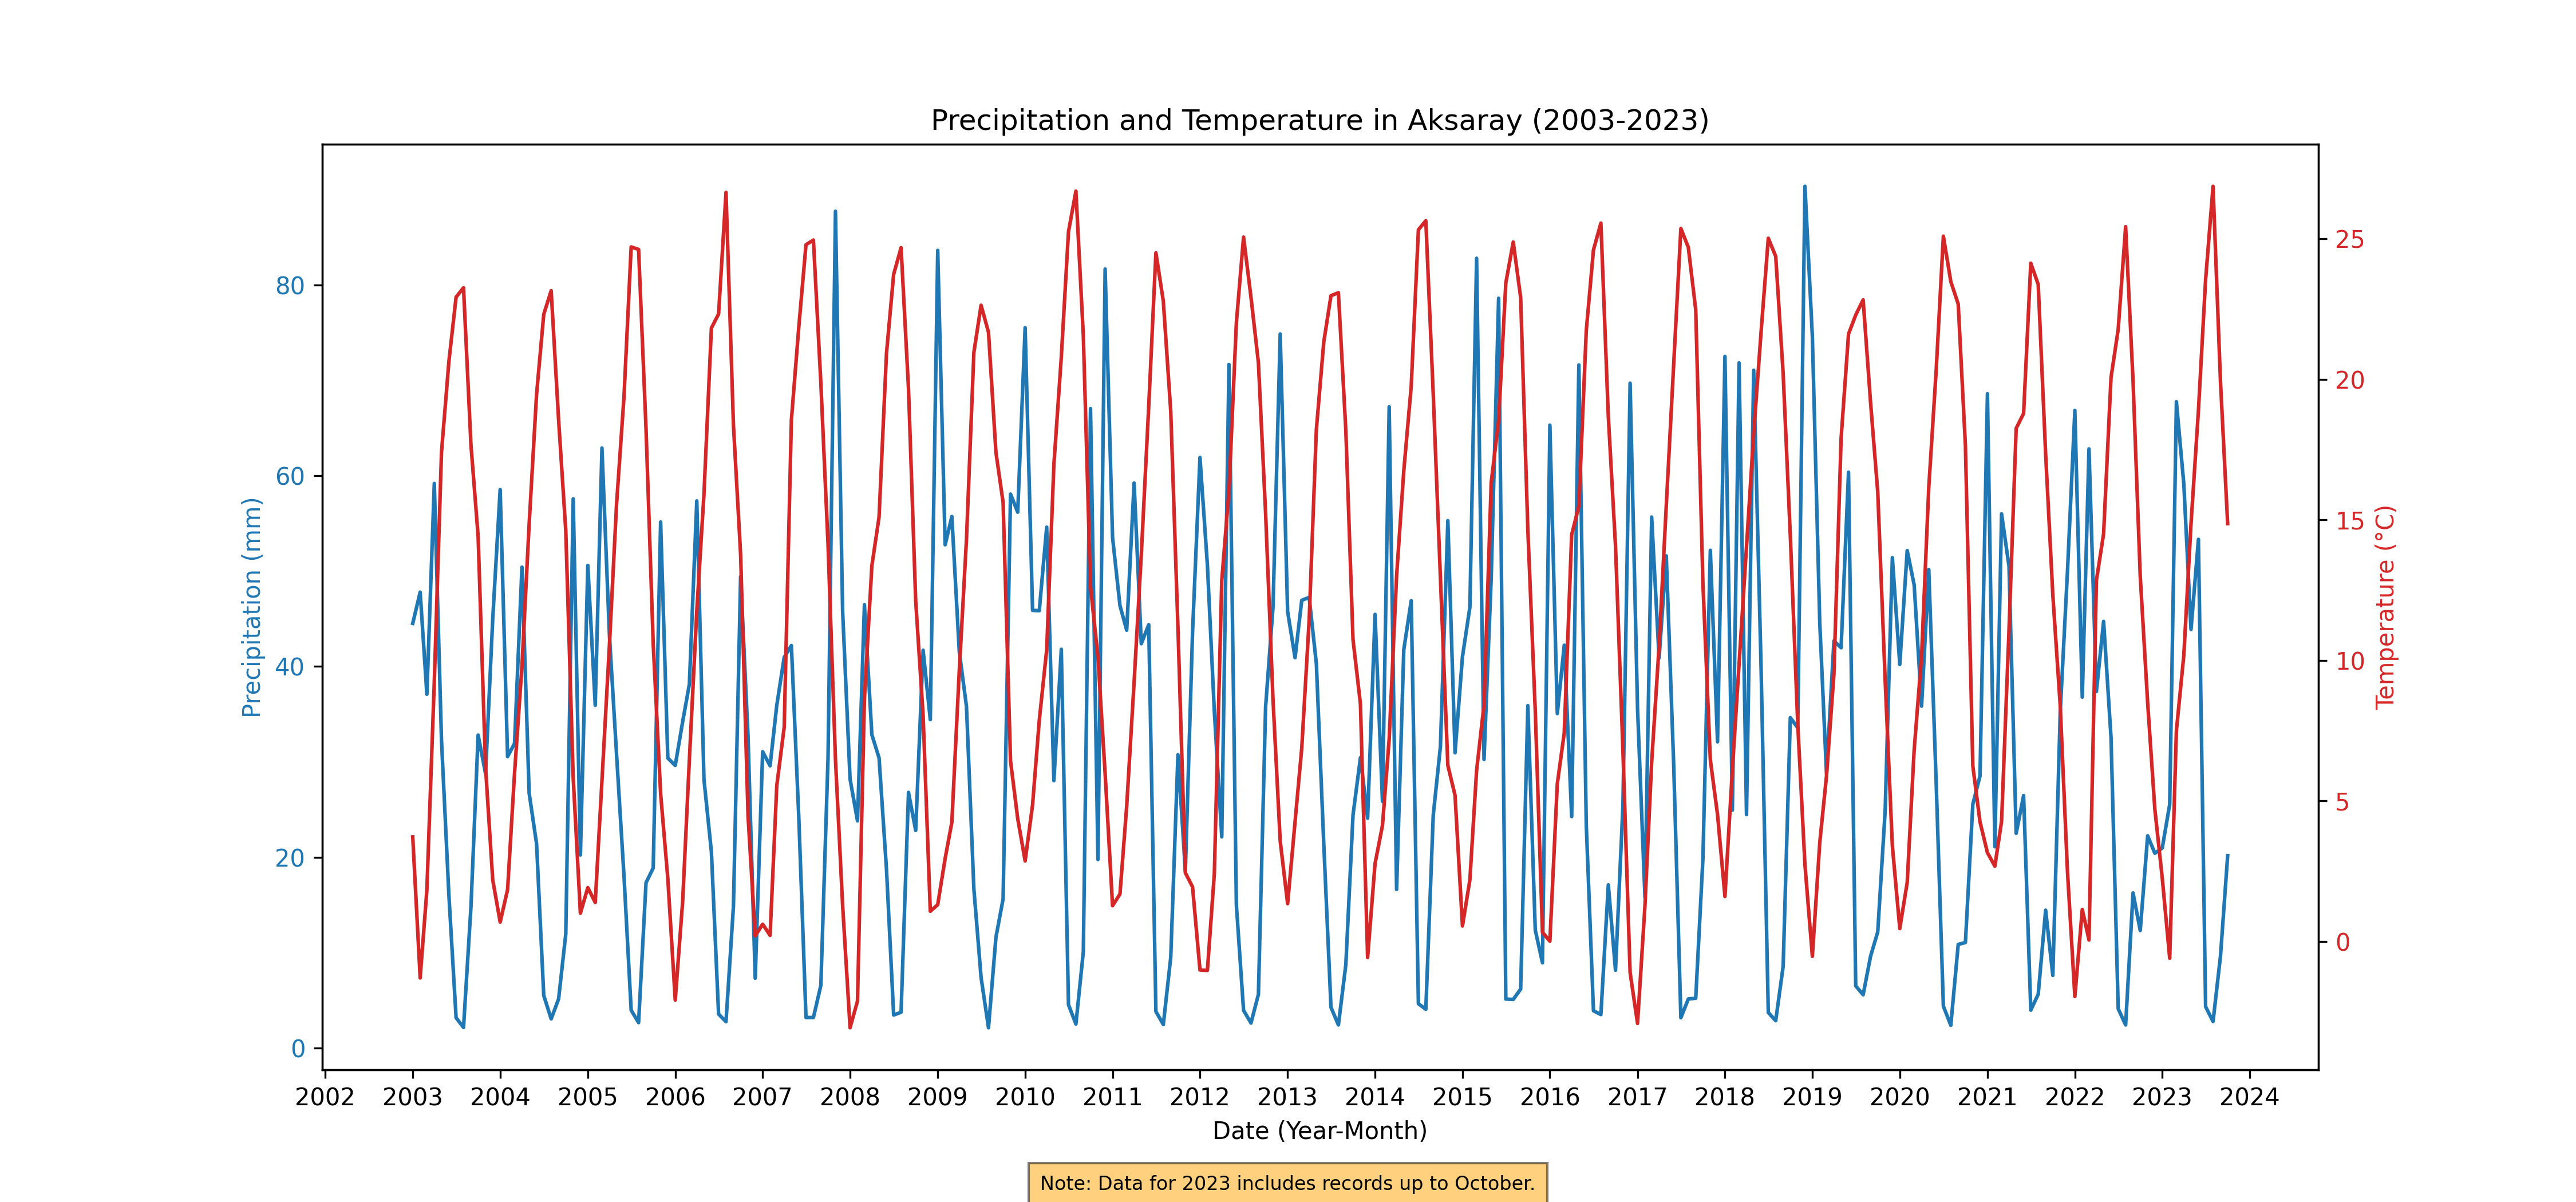 Precipitation and Temperature in Aksaray (2003-2023)
Precipitation (mm)
80
60
40
20
0
25
20
15
10
5
0
Temperature (°C)
2002 2003 2004 2005 2006 2007 2008 2009 2010 2011 2012 2013 2014 2015 2016 2017 2018 2019 2020 2021 2022 2023 2024
Date (Year-Month)
Note: Data for 2023 includes records up to October.